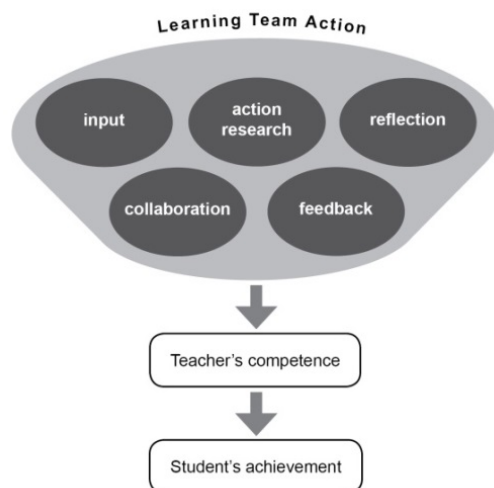 Learning Team Action
input
action
research
reflection
collaboration
feedback
Teacher's competence
Student's achievement